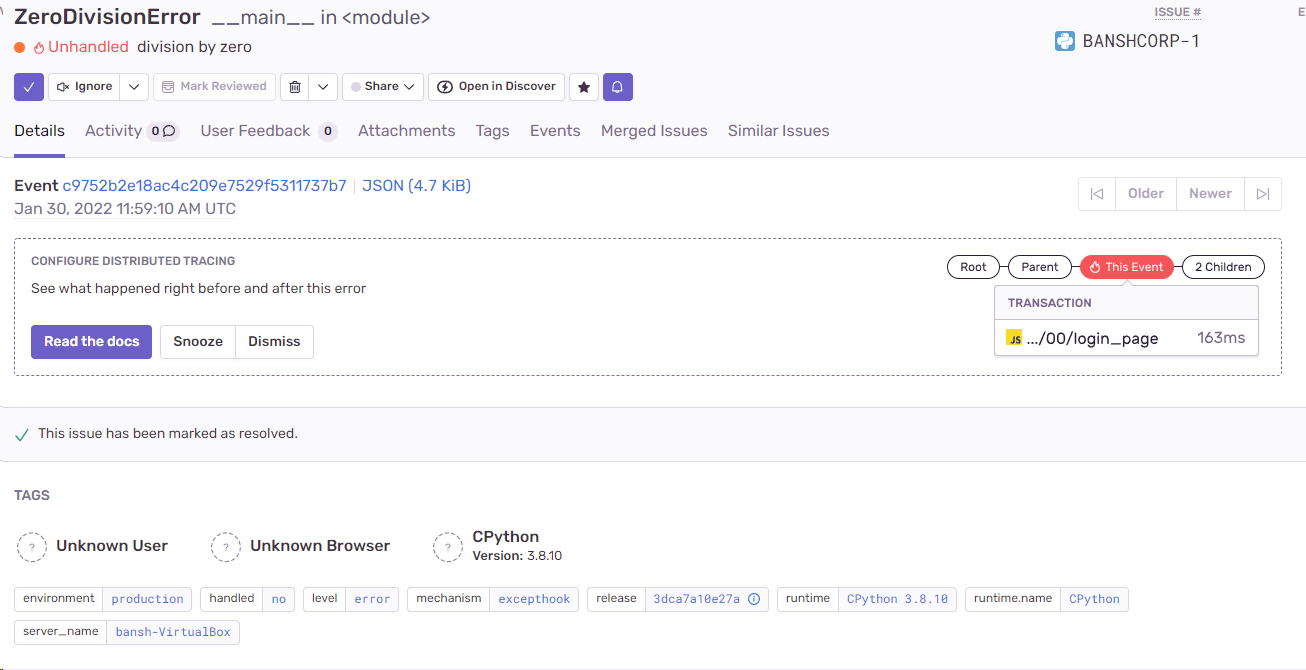 ZeroDivisionError __main__ in <module>
ISSUE #
E
Unhandled division by zero
BANSHCORP-1
Ignore
Mark Reviewed
Share
Open in Discover
Details
Activity 0
User Feedback 0
Attachments
Tags
Events
Merged Issues
Similar Issues
Event c9752b2e18ac4c209e7529f5311737b7 | JSON (4.7 KiB)
Jan 30, 2022 11:59:10 AM UTC
Older
Newer
CONFIGURE DISTRIBUTED TRACING
See what happened right before and after this error
Read the docs
Snooze
Dismiss
Root
Parent
This Event
2 Children
TRANSACTION
JS .../00/login_page 163ms
This issue has been marked as resolved.
TAGS
? Unknown User
? Unknown Browser
? CPython
Version: 3.8.10
environment production
handled no
level error
mechanism excepthook
release 3dca7a10e27a
runtime CPython 3.8.10
runtime.name CPython
server_name bansh-VirtualBox